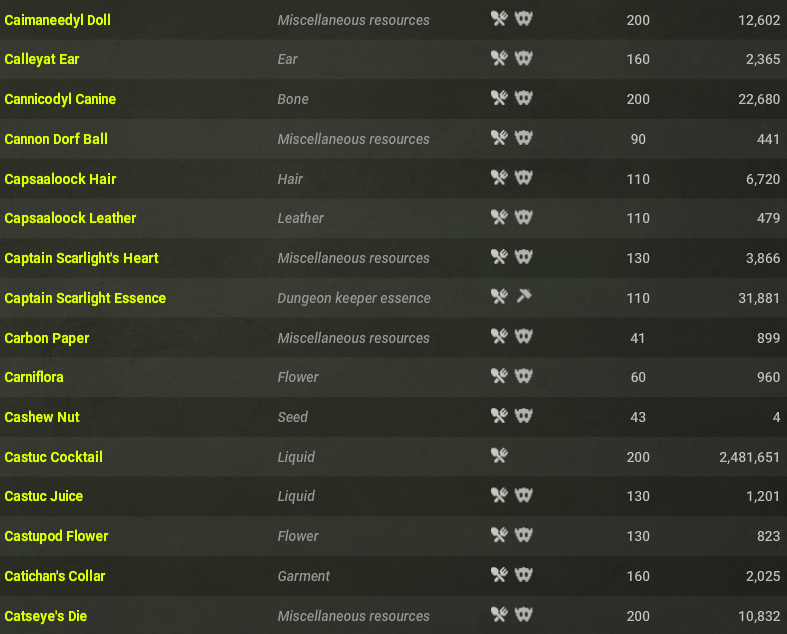 Caimaneedyl Doll Miscellaneous resources 200 12,602
Calleyat Ear Ear 160 2,365
Cannicodyl Canine Bone 200 22,680
Cannon Dorf Ball Miscellaneous resources 90 441
Capsaaloock Hair Hair 110 6,720
Capsaaloock Leather Leather 110 479
Captain Scarlight's Heart Miscellaneous resources 130 3,866
Captain Scarlight Essence Dungeon keeper essence 110 31,881
Carbon Paper Miscellaneous resources 41 899
Carniflora Flower 60 960
Cashew Nut Seed 43 4
Castuc Cocktail Liquid 200 2,481,651
Castuc Juice Liquid 130 1,201
Castupod Flower Flower 130 823
Catichan's Collar Garment 160 2,025
Catseye's Die Miscellaneous resources 200 10,832